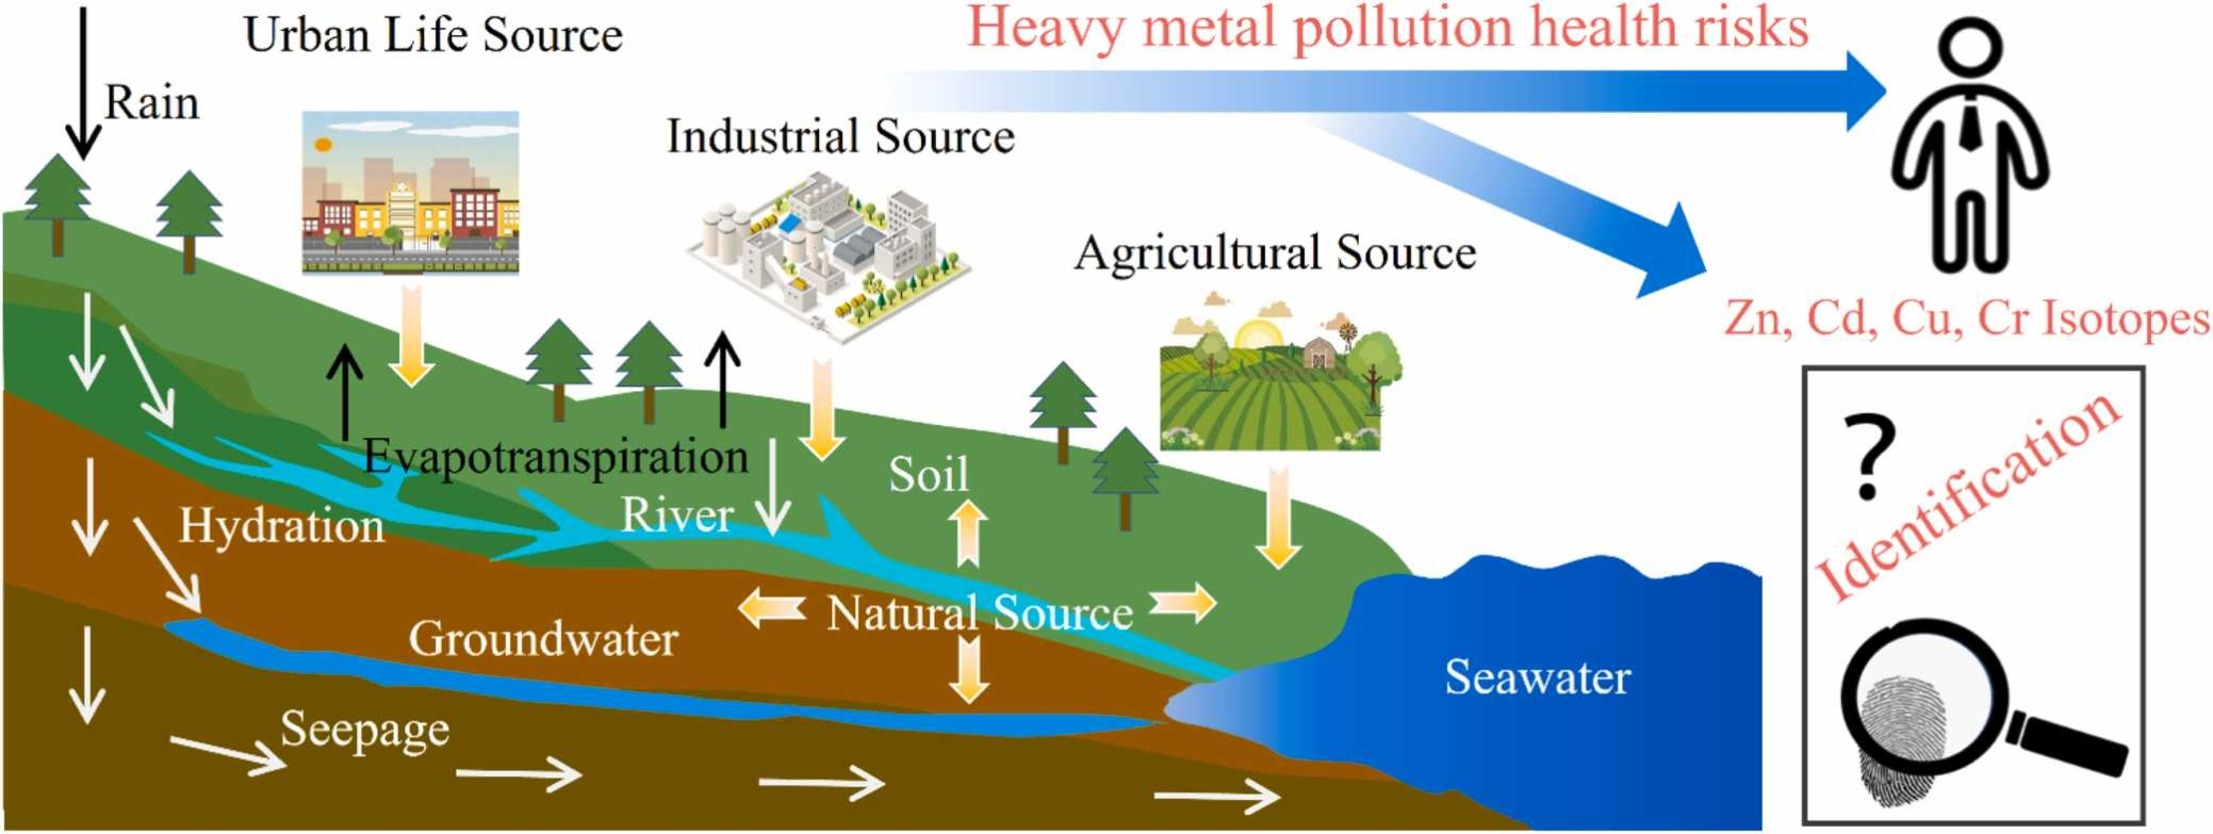 Heavy metal pollution health risks
Urban Life Source
Rain
Industrial Source
Agricultural Source
Zn, Cd, Cu, Cr Isotopes
Evapotranspiration
Soil
River
Hydration
?
Identification
Natural Source
Groundwater
Seawater
Seepage